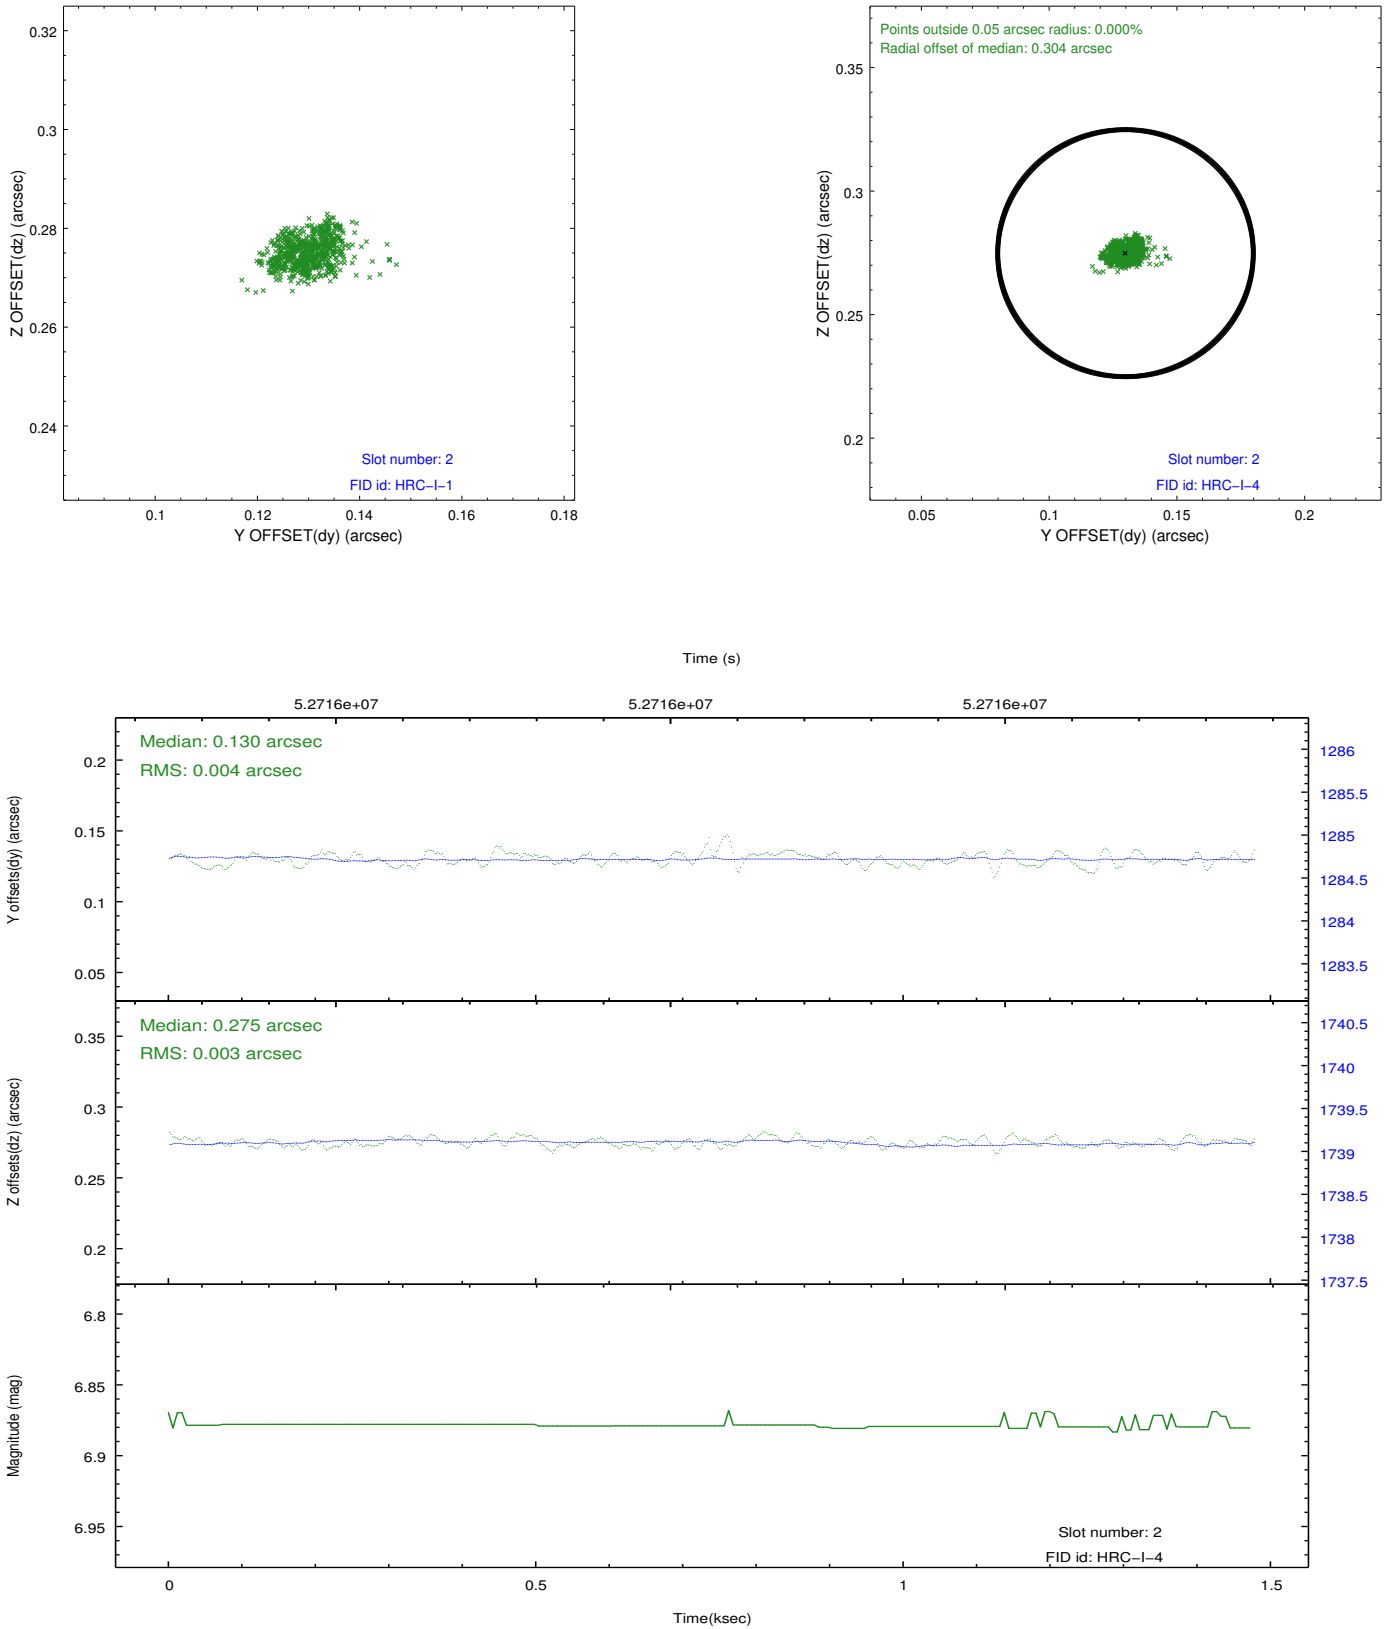 0.32
0.3
0.28
0.26
0.24
Z OFFSET(dz) (arcsec)
Slot number: 2
FID id: HRC-I-1
0.1
0.12
0.14
0.16
0.18
Y OFFSET(dy) (arcsec)
Points outside 0.05 arcsec radius: 0.000%
Radial offset of median: 0.304 arcsec
0.35
0.3
0.25
0.2
Z OFFSET(dz) (arcsec)
Slot number: 2
FID id: HRC-I-4
0.05
0.1
0.15
0.2
Y OFFSET(dy) (arcsec)
Time (s)
5.2716e+07
5.2716e+07
5.2716e+07
Median: 0.130 arcsec
RMS: 0.004 arcsec
0.2
0.15
0.1
0.05
Y offsets(dy) (arcsec)
1286
1285.5
1285
1284.5
1284
1283.5
Median: 0.275 arcsec
RMS: 0.003 arcsec
0.35
0.3
0.25
0.2
Z offsets(dz) (arcsec)
1740.5
1740
1739.5
1739
1738.5
1738
1737.5
6.8
6.85
6.9
6.95
Magnitude (mag)
Slot number: 2
FID id: HRC-I-4
0
0.5
1
1.5
Time(ksec)